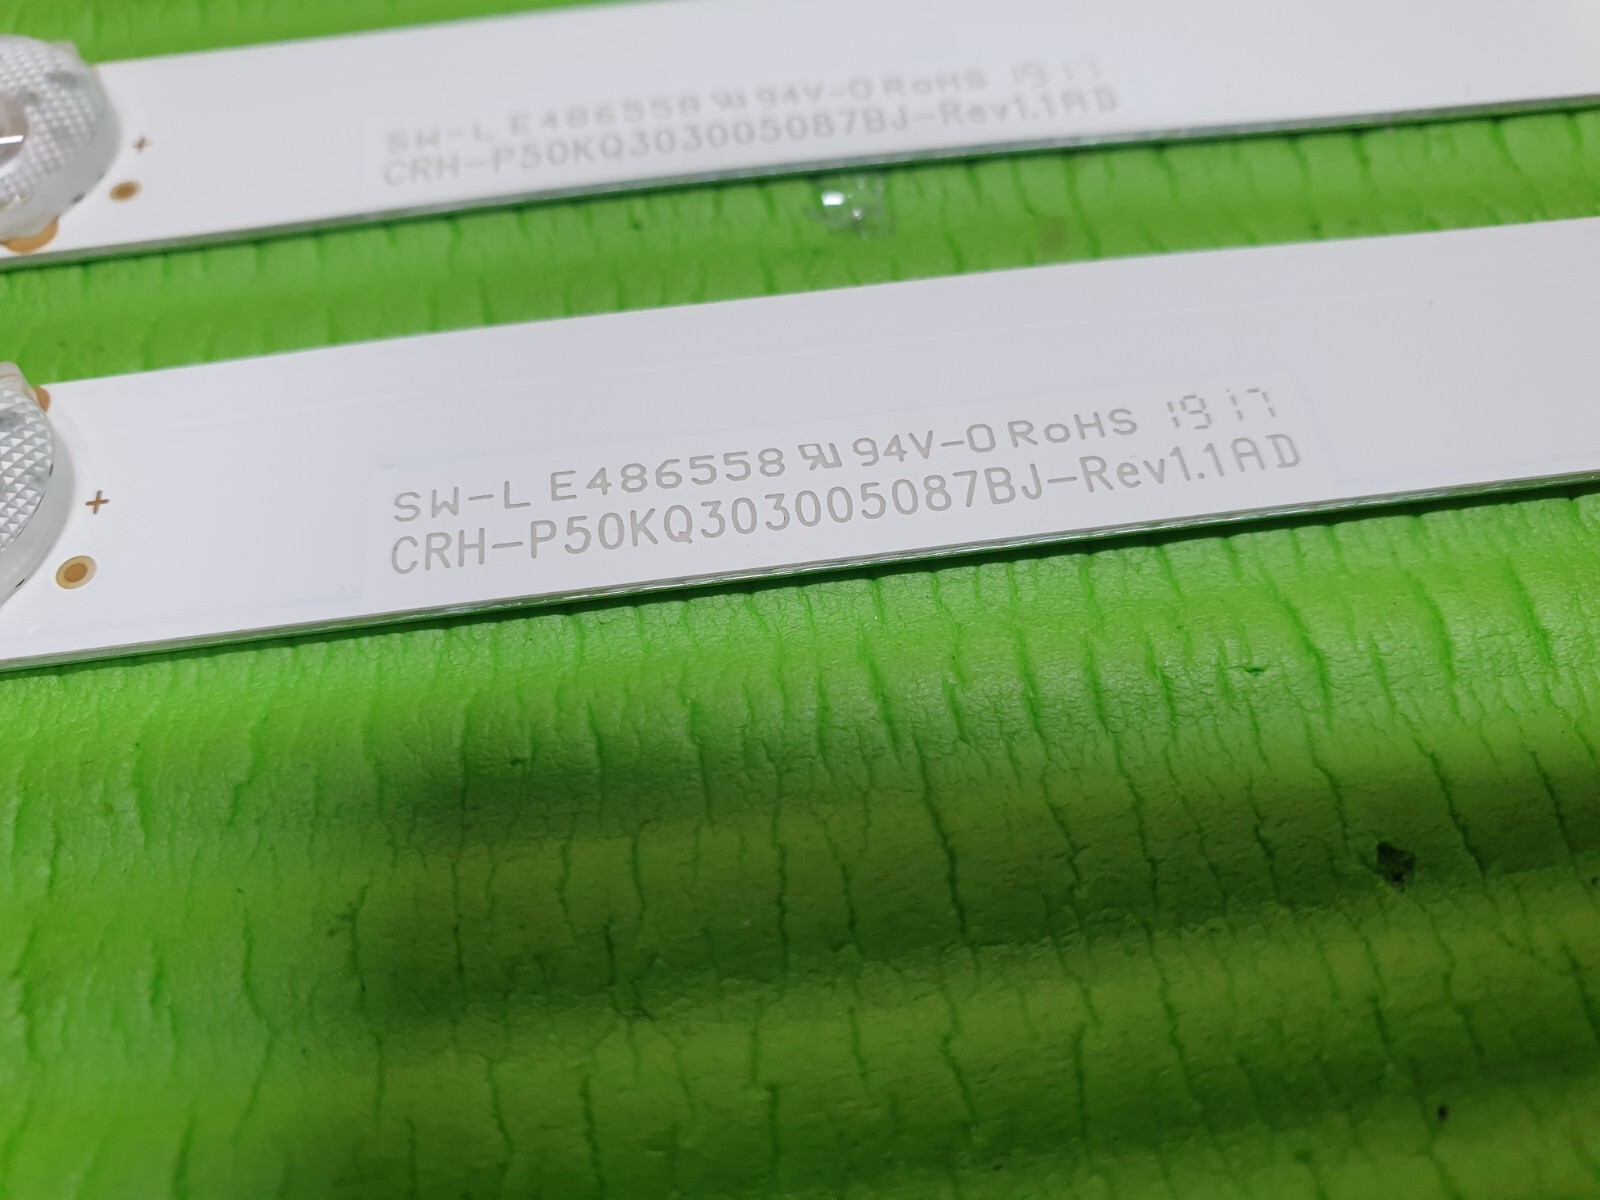 SW-L E486558 94V-0 RoHS 1917
CRH-P50KQ303005087BJ-Rev1.1AD
+
SW-L E486558 94V-0 RoHS 1917
CRH-P50KQ303005087BJ-Rev1.1AD
+